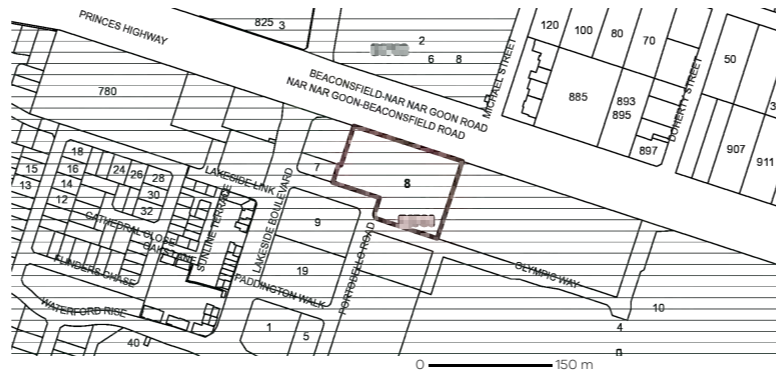 PRINCES HIGHWAY
825 3
2
6 8
120
100
80
70
50
3
MICHAEL STREET
BEACONSFIELD-NAR NAR GOON ROAD
NAR NAR GOON-BEACONSFIELD ROAD
780
885
893
895
897
DOHERTY STREET
907
911
18
16
14
12
15
13
24
26
28
30
32
LAKESIDE LINK
7
8
9
19
CATHEDRAL CLOSE
SUNLINE TERRACE
LAKESIDE BOULEVARD
FLINDERS CHASE
WATERFORD RISE
PADDINGTON WALK
PORTOBELLO ROAD
OLYMPIC WAY
10
4
40
1
5
0 150 m